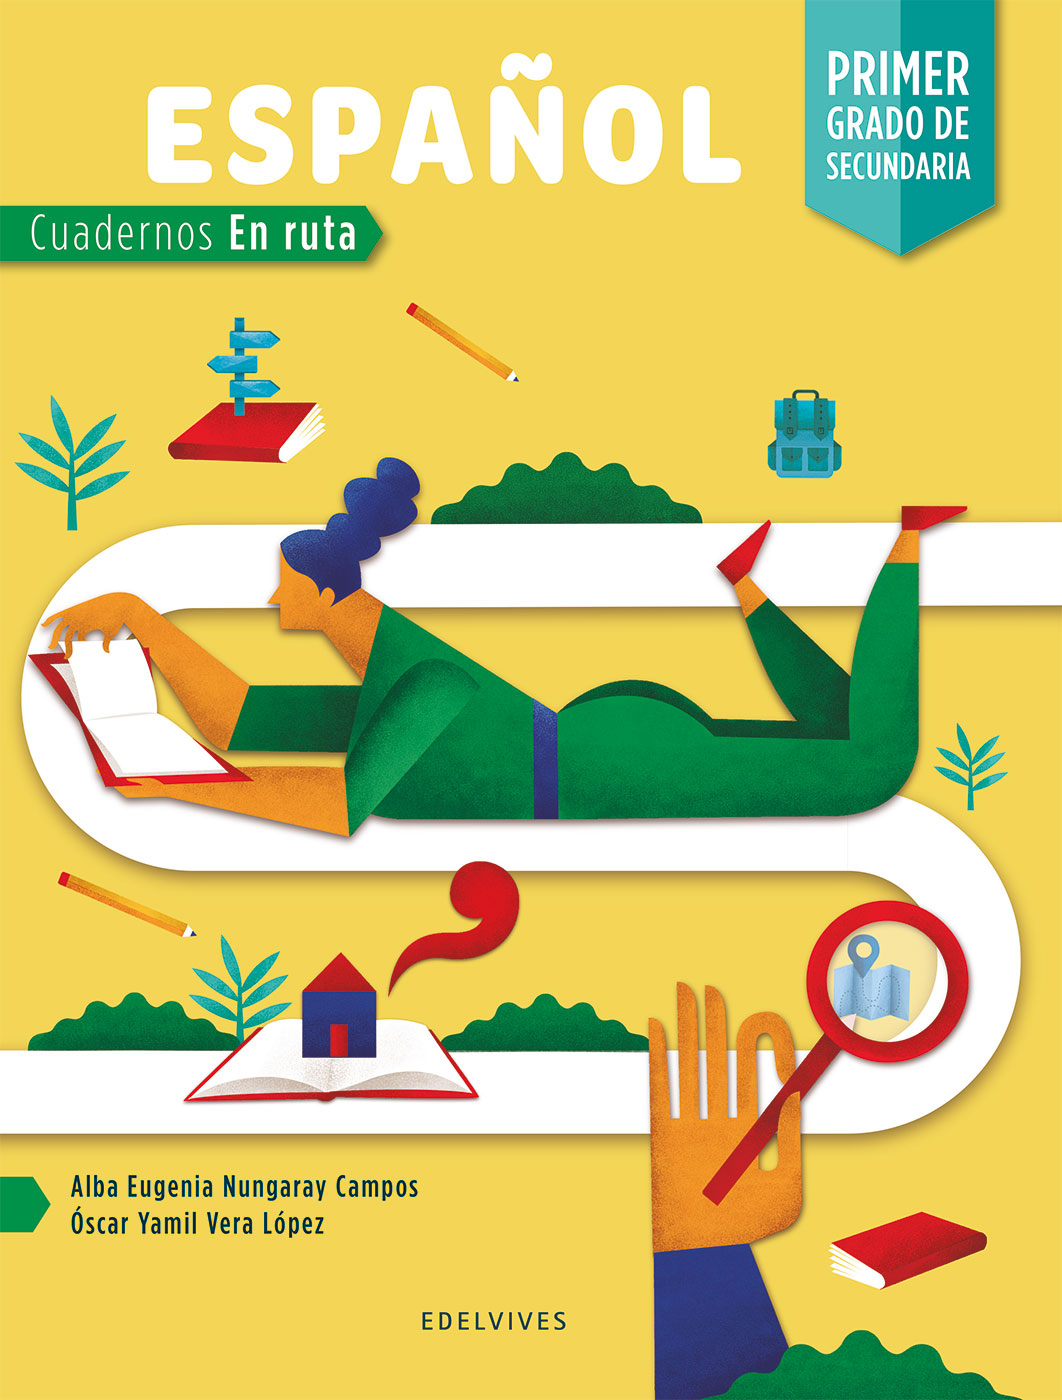 ESPAÑOL
PRIMER
GRADO DE
SECUNDARIA
Cuadernos En ruta
Alba Eugenia Nungaray Campos
Óscar Yamil Vera López
EDELVIVES